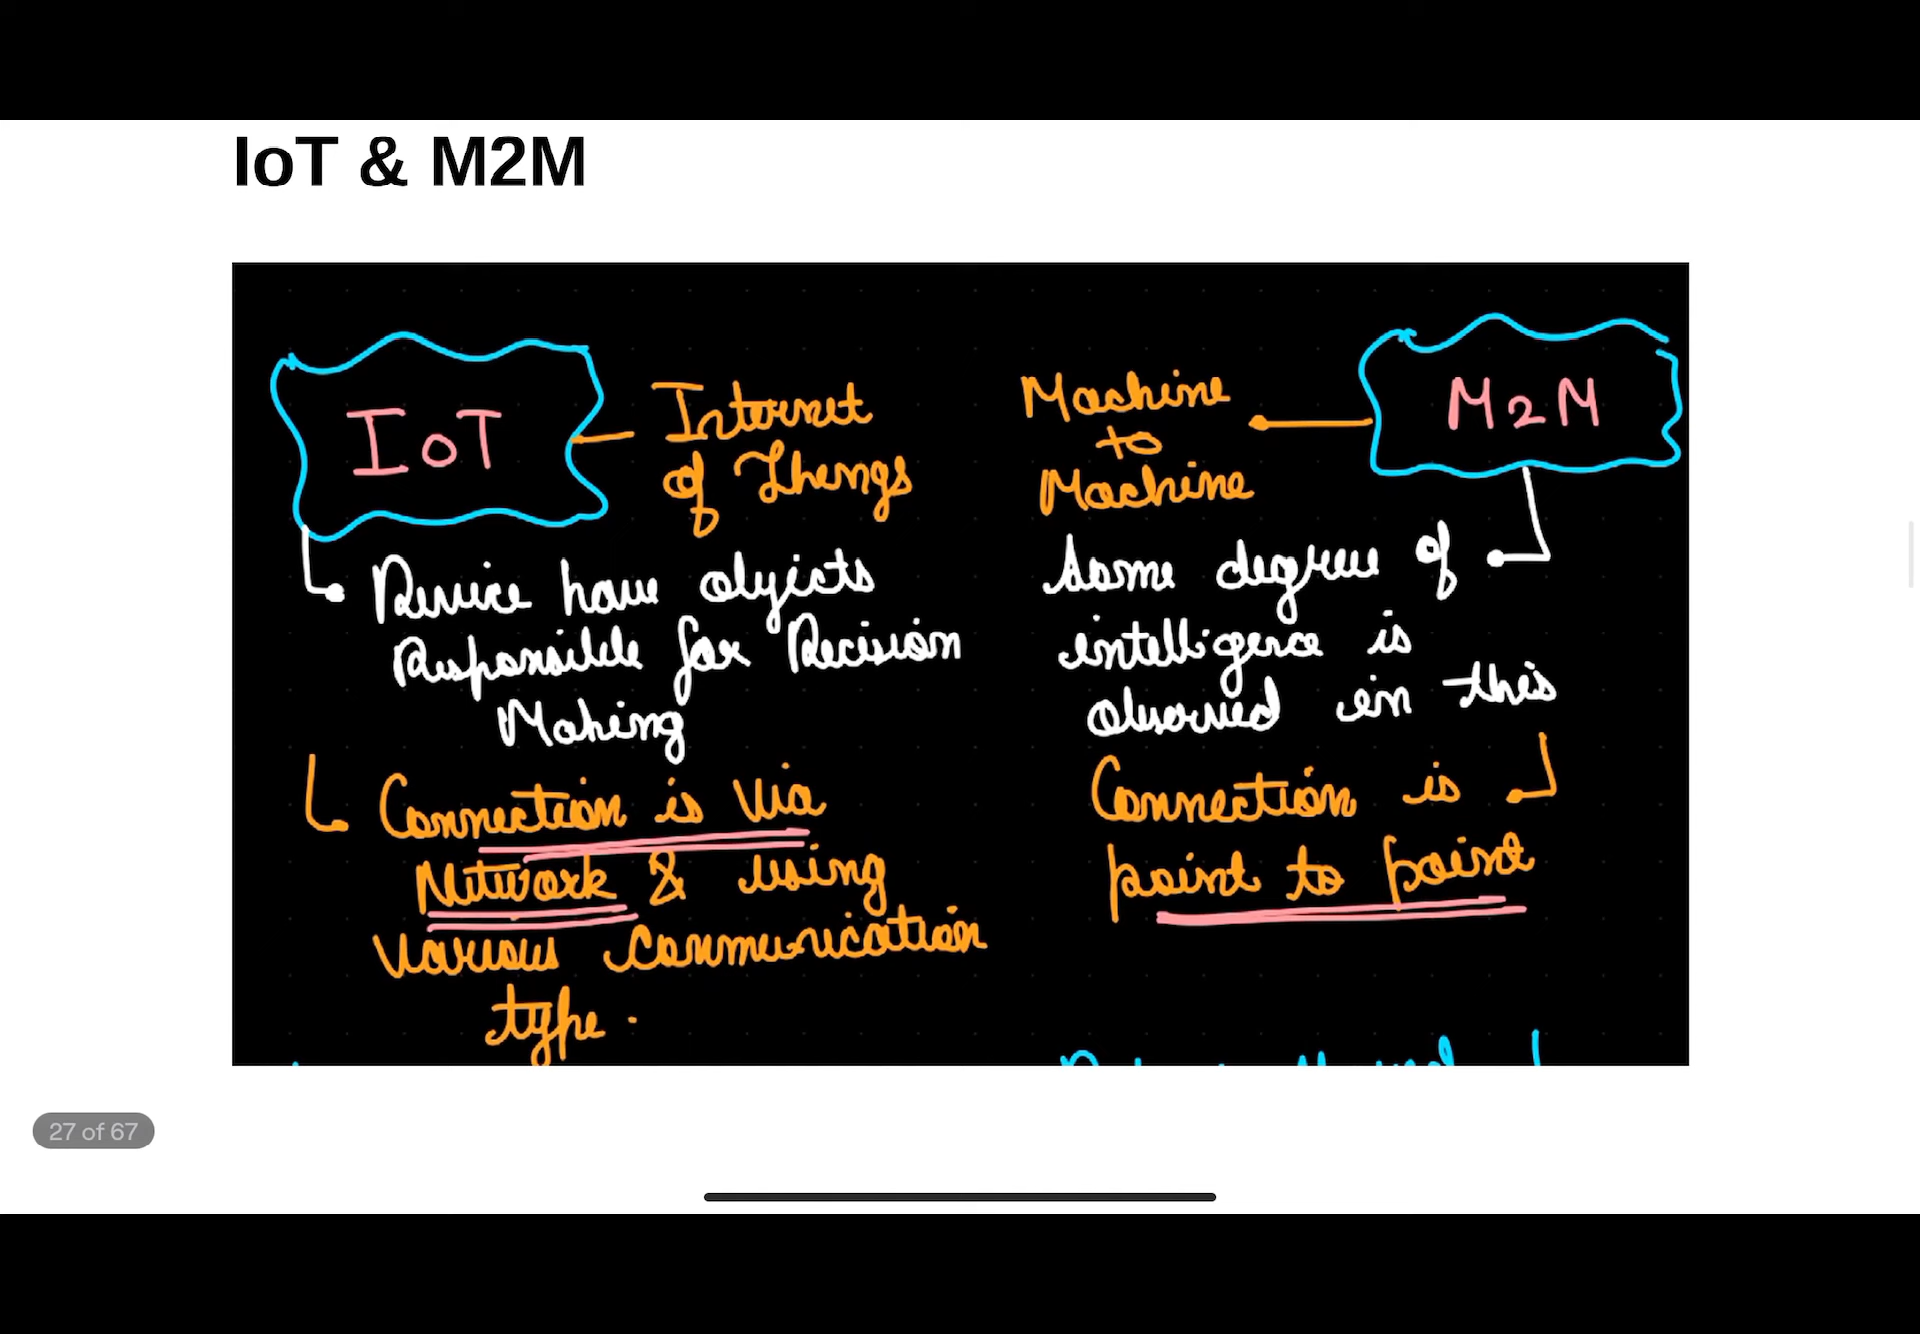 IoT & M2M
IoT
Internet
of Things
Device have objects
Responsible for Decision
Making
Connection is via
Network & using
various communication
type.
M2M
Machine
to
Machine
Some degree of
intelligence is
observed in this
Connection is
point to point
27 of 67